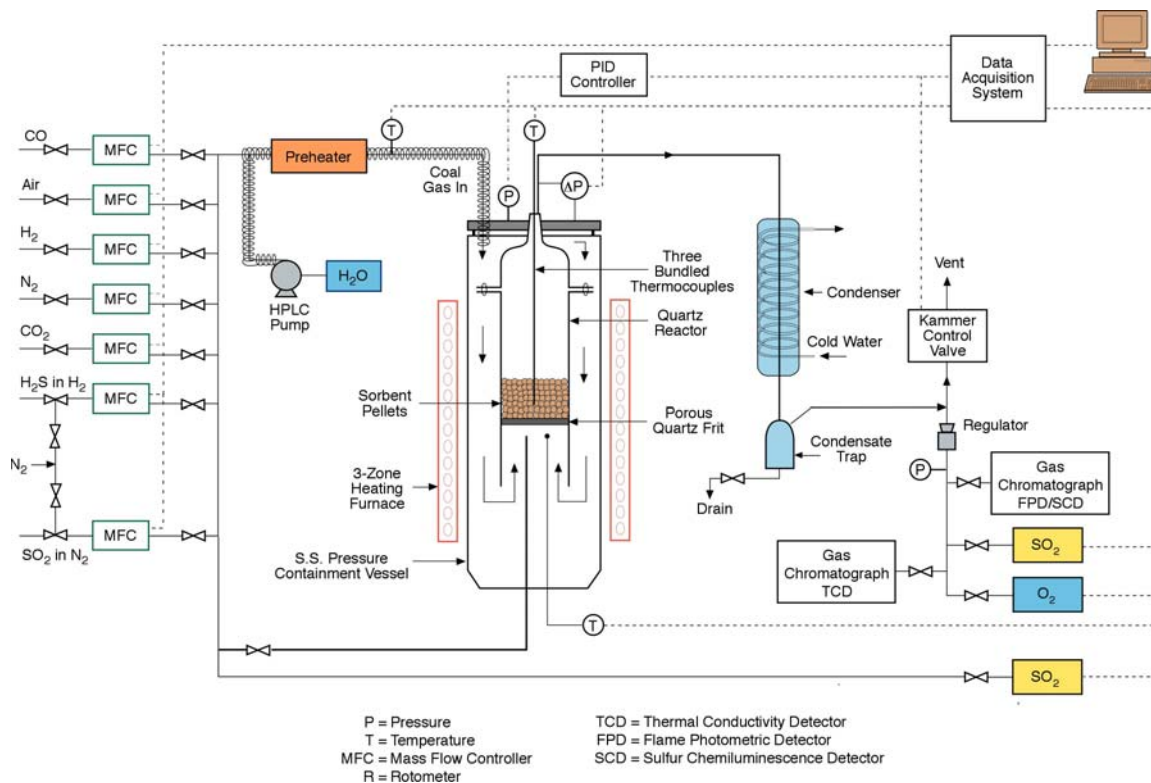 PID
Controller
Data
Acquisition
System
CO
MFC
Preheater
T
T
Coal
Gas In
P
ΔP
Air
MFC
H₂
MFC
N₂
MFC
HPLC
Pump
H₂O
CO₂
MFC
H₂S in H₂
MFC
N₂
SO₂ in N₂
MFC
Three
Bundled
Thermocouples
Quartz
Reactor
Sorbent
Pellets
Porous
Quartz Frit
3-Zone
Heating
Furnace
S.S. Pressure
Containment Vessel
Condenser
Cold Water
Condensate
Trap
Drain
Vent
Kammer
Control
Valve
Regulator
P
Gas
Chromatograph
FPD/SCD
SO₂
Gas
Chromatograph
TCD
O₂
T
SO₂
P = Pressure
T = Temperature
MFC = Mass Flow Controller
R = Rotometer
TCD = Thermal Conductivity Detector
FPD = Flame Photometric Detector
SCD = Sulfur Chemiluminescence Detector